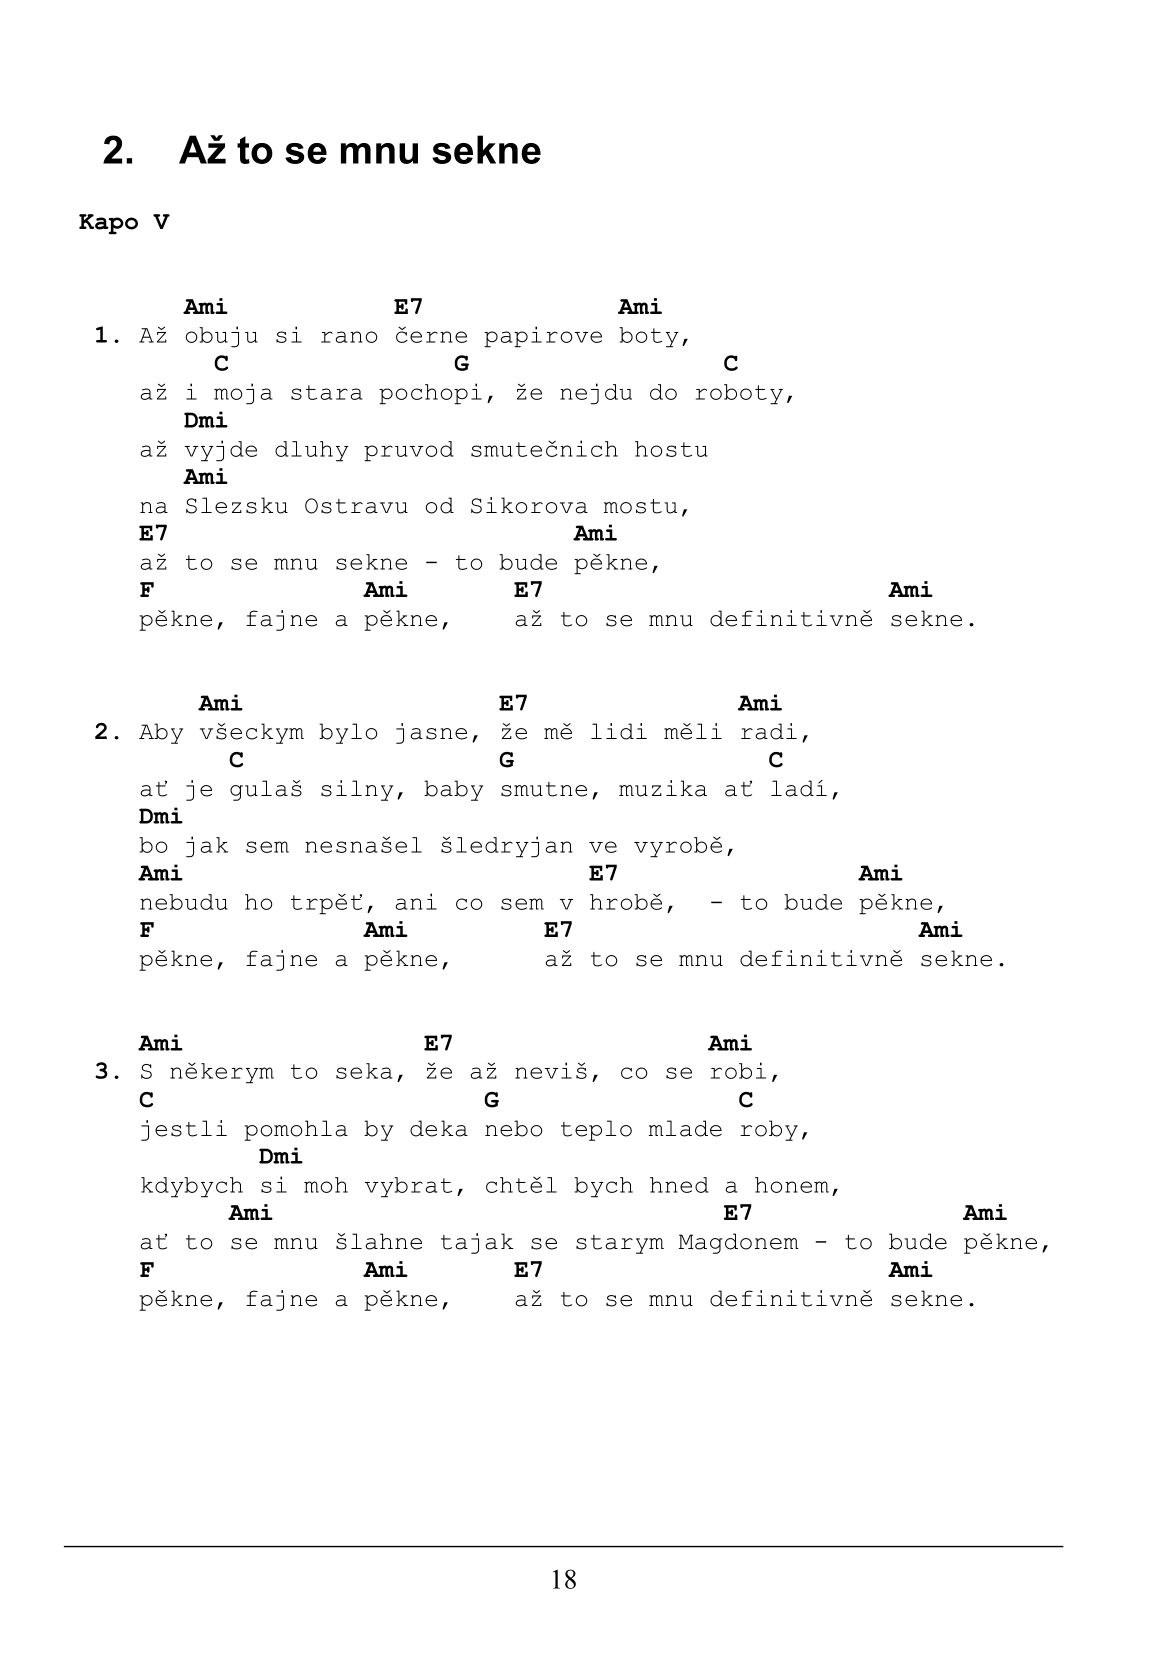 2. Až to se mnu sekne
Kapo V
Ami E7 Ami
1. Až obuju si rano černe papirove boty,
C G C
až i moja stara pochopi, že nejdu do roboty,
Dmi
až vyjde dluhy pruvod smutečnich hostu
Ami
na Slezsku Ostravu od Sikorova mostu,
E7 Ami
až to se mnu sekne - to bude pěkne,
F Ami E7 Ami
pěkne, fajne a pěkne, až to se mnu definitivně sekne.
Ami E7 Ami
2. Aby všeckym bylo jasne, že mě lidi měli radi,
C G C
ať je gulaš silny, baby smutne, muzika ať ladí,
Dmi
bo jak sem nesnašel šledryjan ve vyrobě,
Ami E7 Ami
nebudu ho trpěť, ani co sem v hrobě, - to bude pěkne,
F Ami E7 Ami
pěkne, fajne a pěkne, až to se mnu definitivně sekne.
Ami E7 Ami
3. S někerym to seka, že až neviš, co se robi,
C G C
jestli pomohla by deka nebo teplo mlade roby,
Dmi
kdybych si moh vybrat, chtěl bych hned a honem,
Ami E7 Ami
ať to se mnu šlahne tajak se starym Magdonem - to bude pěkne,
F Ami E7 Ami
pěkne, fajne a pěkne, až to se mnu definitivně sekne.
18